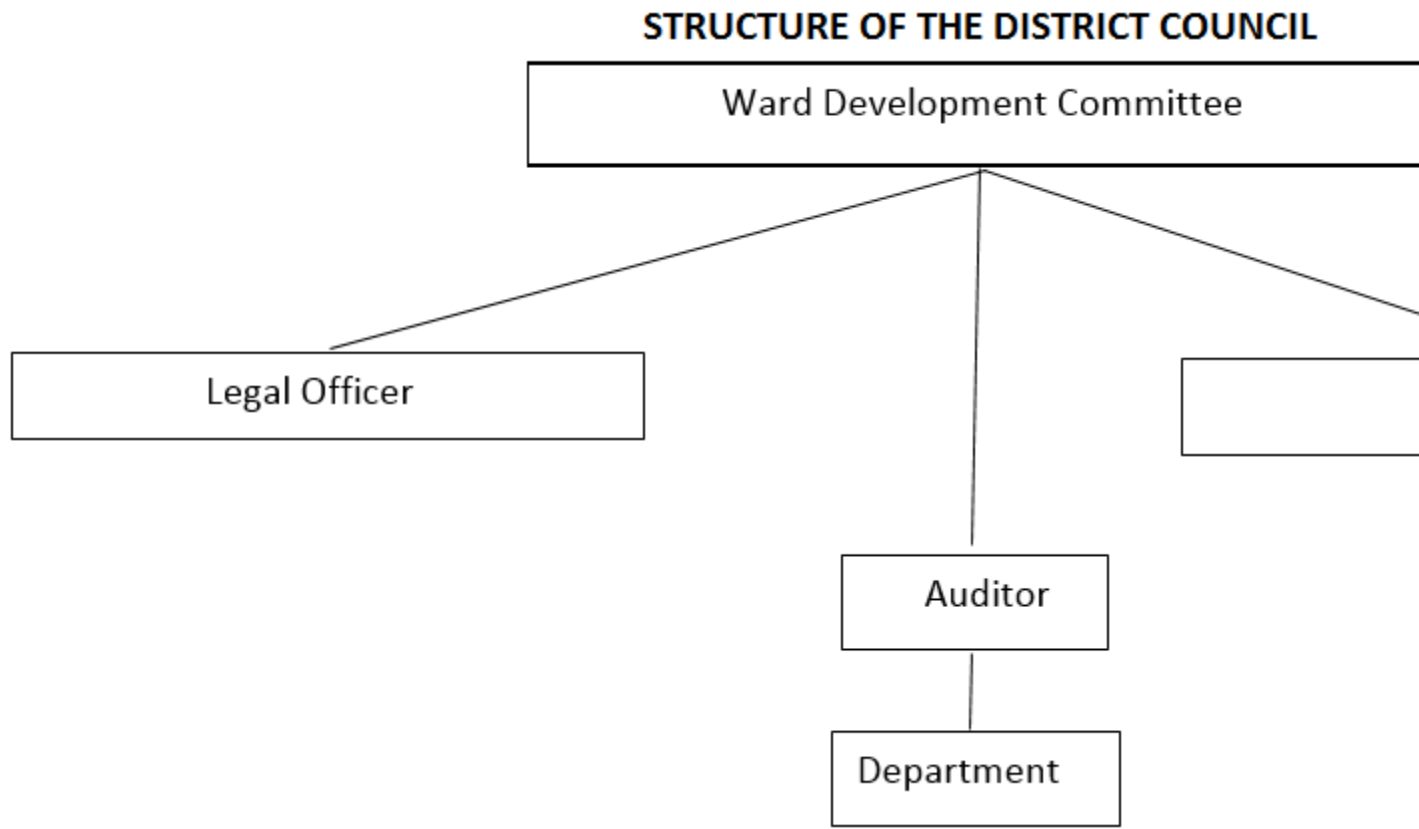 STRUCTURE OF THE DISTRICT COUNCIL
Ward Development Committee
Legal Officer
Auditor
Department